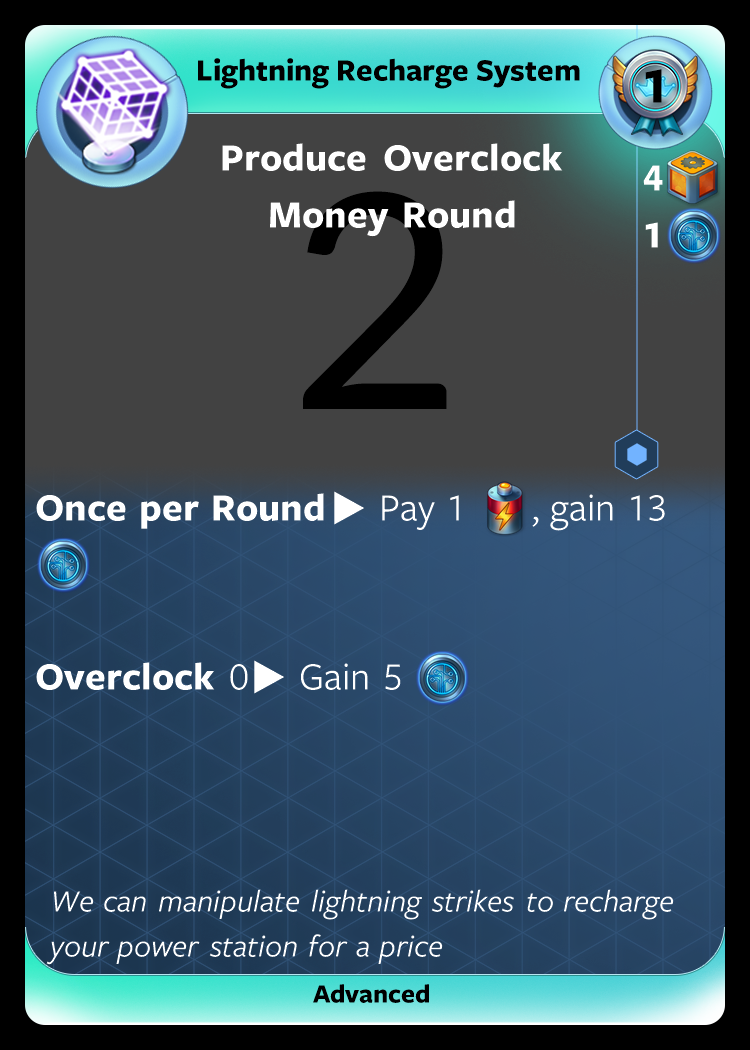 Lightning Recharge System
1
Produce Overclock
Money Round
4
1
2
Once per Round▶ Pay 1 , gain 13
Overclock 0▶ Gain 5
We can manipulate lightning strikes to recharge
your power station for a price
Advanced